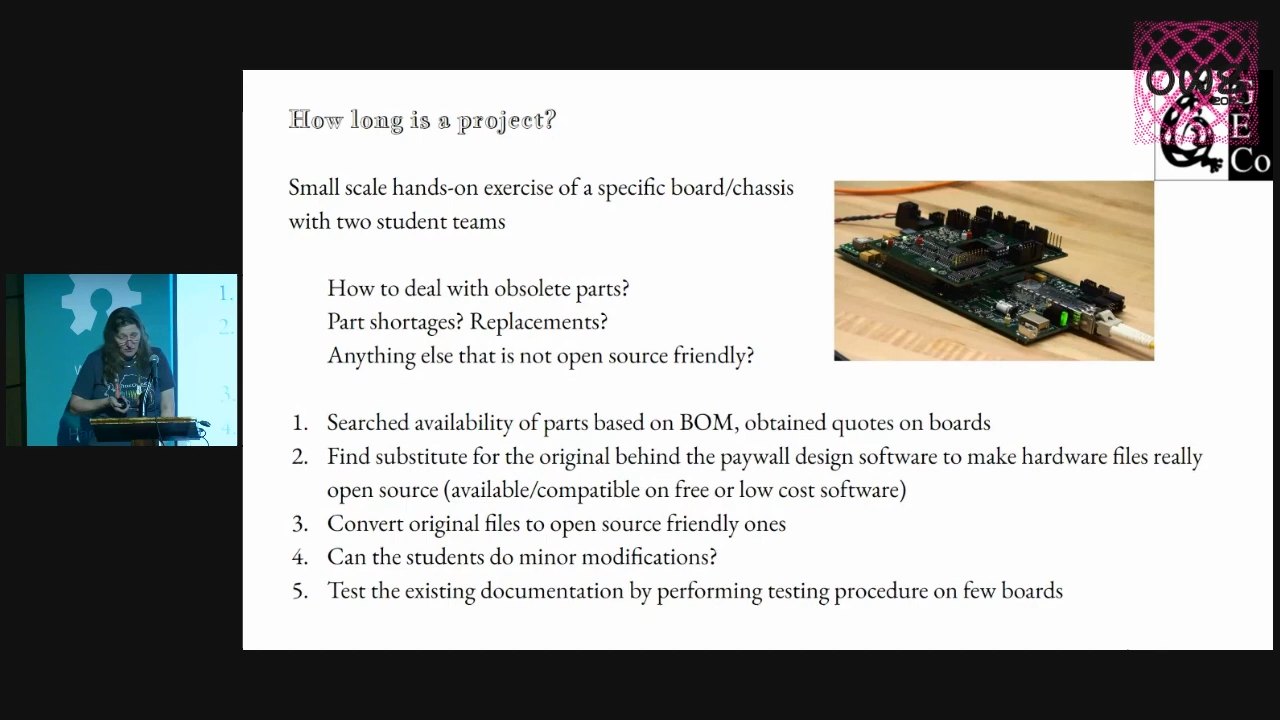 How long is a project?
Small scale hands-on exercise of a specific board/chassis
with two student teams
How to deal with obsolete parts?
Part shortages? Replacements?
Anything else that is not open source friendly?
1. Searched availability of parts based on BOM, obtained quotes on boards
2. Find substitute for the original behind the paywall design software to make hardware files really
open source (available/compatible on free or low cost software)
3. Convert original files to open source friendly ones
4. Can the students do minor modifications?
5. Test the existing documentation by performing testing procedure on few boards
E
Co
1.
2.
3.
4.